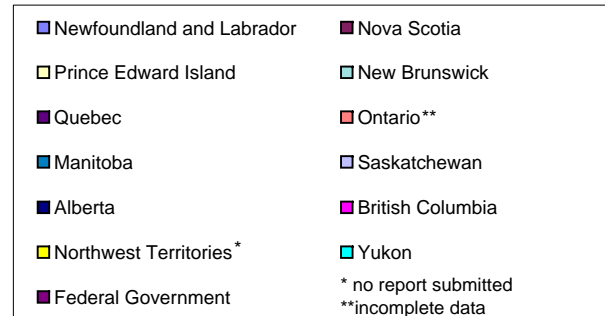 Newfoundland and Labrador
Nova Scotia
Prince Edward Island
New Brunswick
Quebec
Ontario**
Manitoba
Saskatchewan
Alberta
British Columbia
Northwest Territories*
Yukon
Federal Government
* no report submitted
**incomplete data